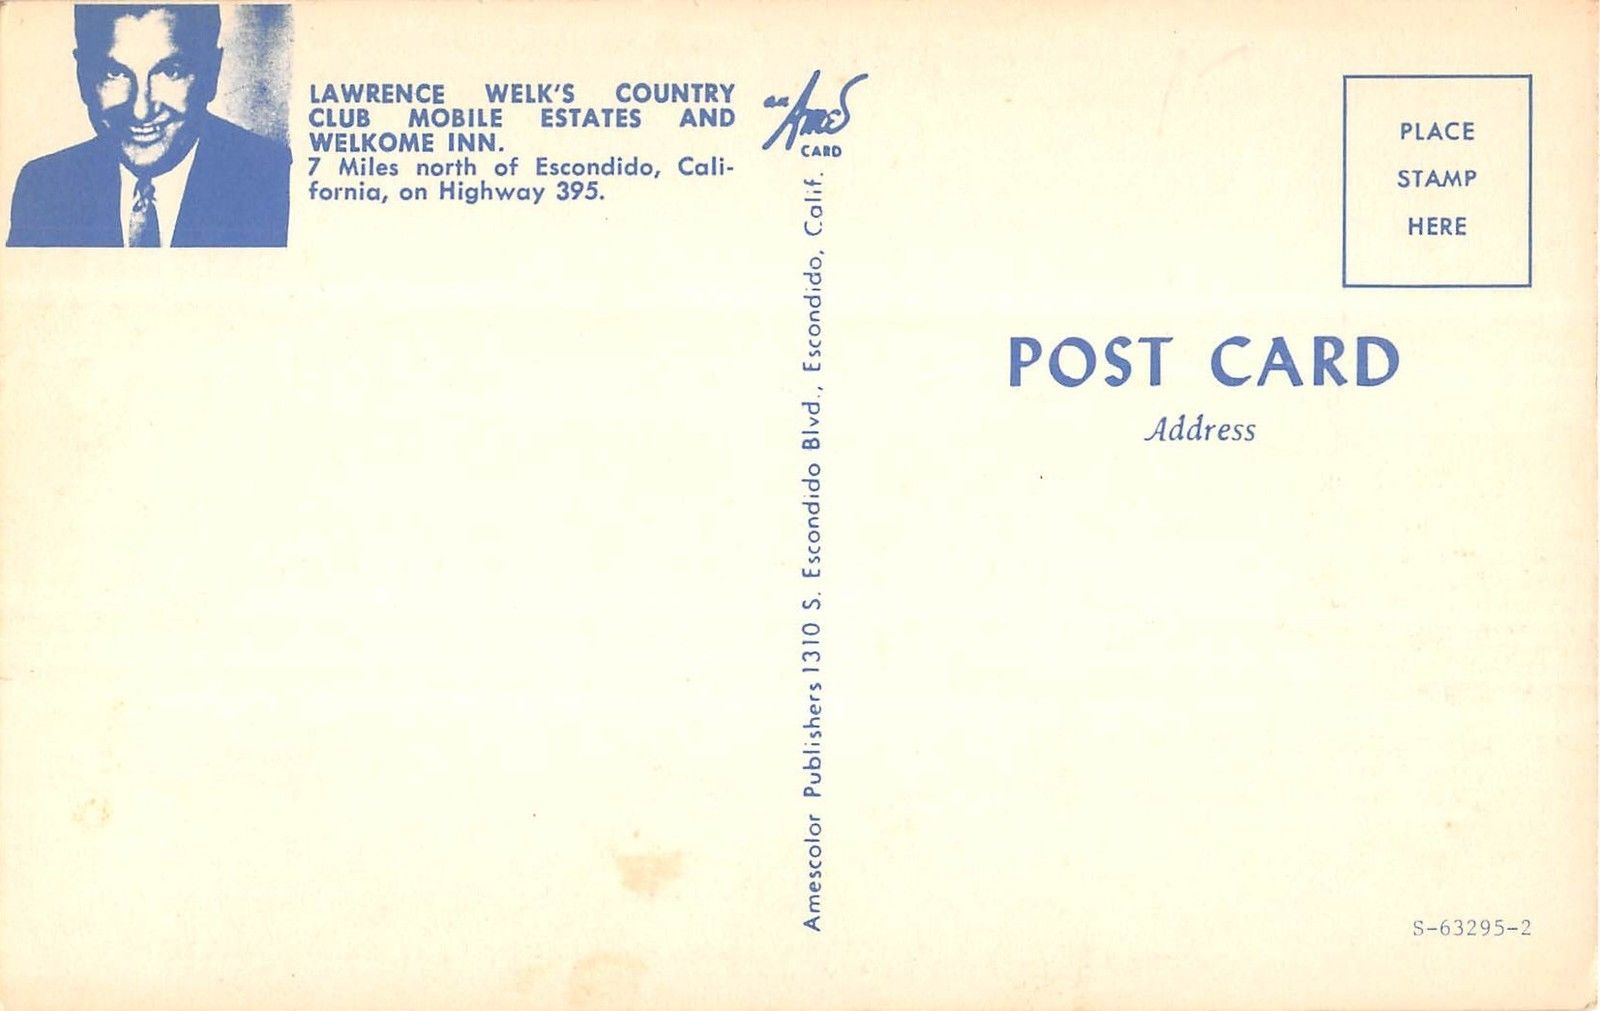 LAWRENCE WELK'S COUNTRY
CLUB MOBILE ESTATES AND
WELKOME INN.
7 Miles north of Escondido, Cali-
fornia, on Highway 395.
an Ames
CARD
Amescolor Publishers 1310 S. Escondido Blvd., Escondido, Calif.
PLACE
STAMP
HERE
POST CARD
Address
S-63295-2